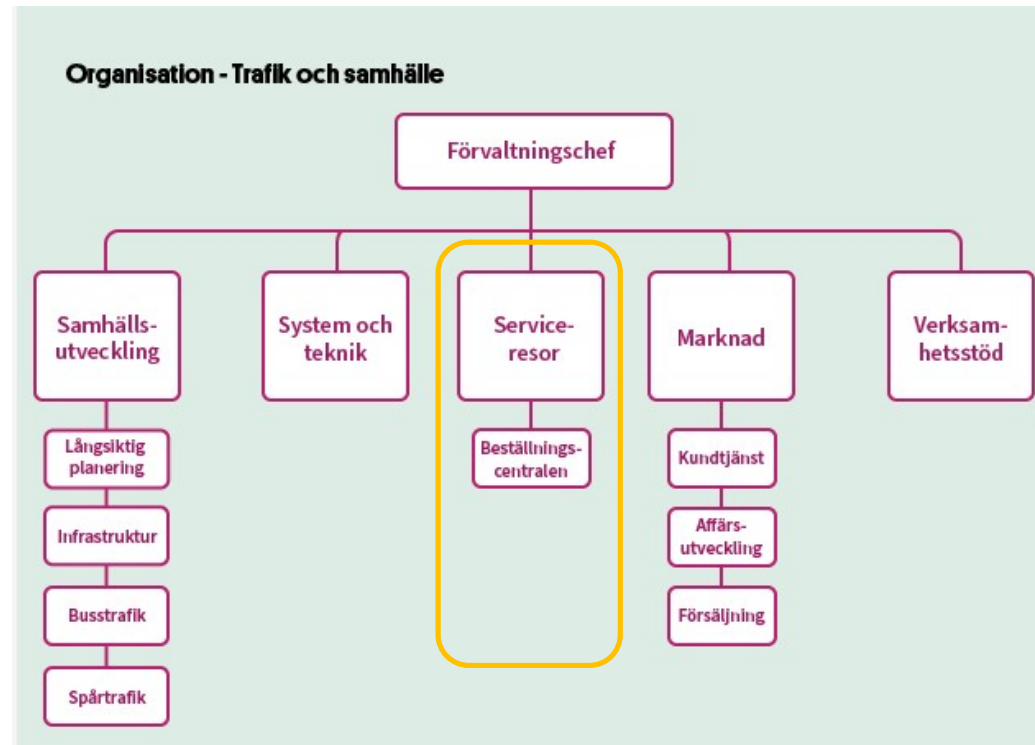 Organisation - Trafik och samhälle
Förvaltningschef
Samhälls-
utveckling
System och
teknik
Service-
resor
Marknad
Verksam-
hetsstöd
Långsiktig
planering
Infrastruktur
Busstrafik
Spårtrafik
Beställnings-
centralen
Kundtjänst
Affärs-
utveckling
Försäljning